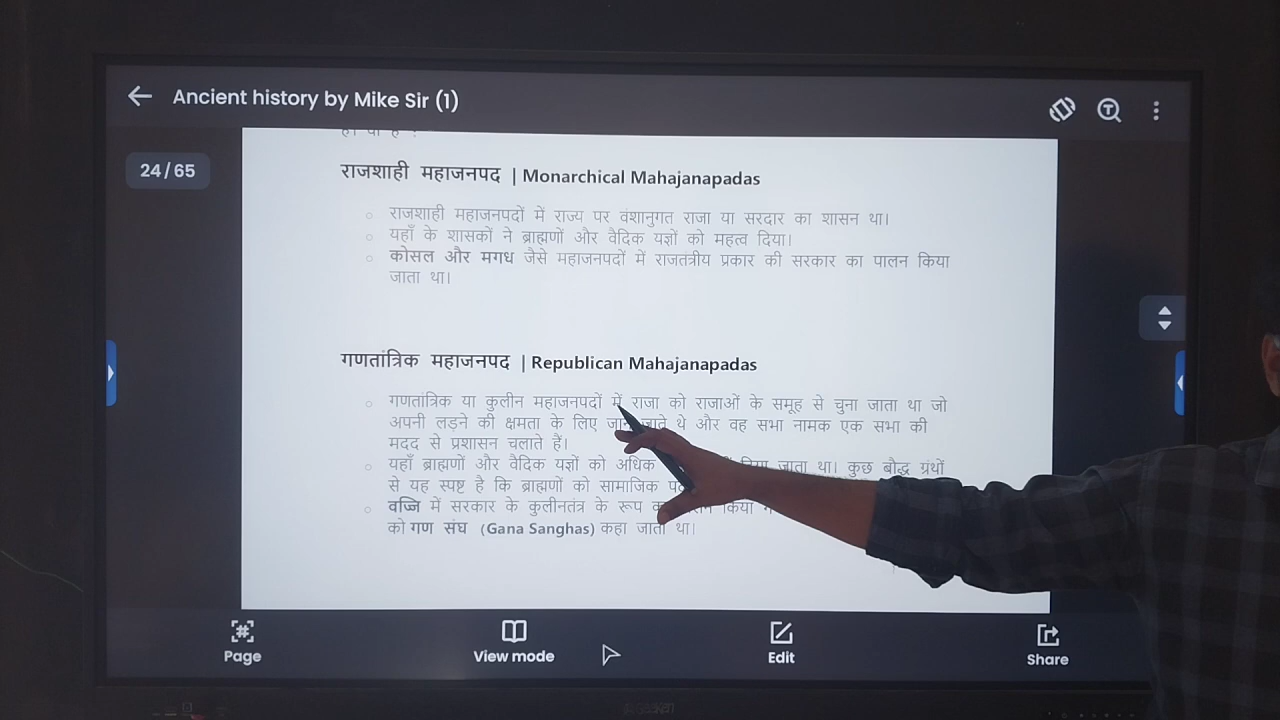 Ancient history by Mike Sir (1)
24/65
राजशाही महाजनपद | Monarchical Mahajanapadas
राजशाही महाजनपदों में राज्य पर वंशानुगत राजा या सरदार का शासन था।
यहाँ के शासकों ने ब्राह्मणों और वैदिक यज्ञों को महत्व दिया।
कोसल और मगध जैसे महाजनपदों में राजतंत्रीय प्रकार की सरकार का पालन किया
जाता था।
गणतांत्रिक महाजनपद | Republican Mahajanapadas
गणतांत्रिक या कुलीन महाजनपदों में राजा को राजाओं के समूह से चुना जाता था जो
अपनी लड़ने की क्षमता के लिए जाते थे और वह सभा नामक एक सभा की
मदद से प्रशासन चलाते हैं।
यहाँ ब्राह्मणों और वैदिक यज्ञों को अधिक जाता था। कुछ बौद्ध ग्रंथों
से यह स्पष्ट है कि ब्राह्मणों को सामाजिक
वज्जि में सरकार के कुलीनतंत्र के रूप किया
को गण संघ (Gana Sanghas) कहा जाता था।
Page
View mode
Edit
Share